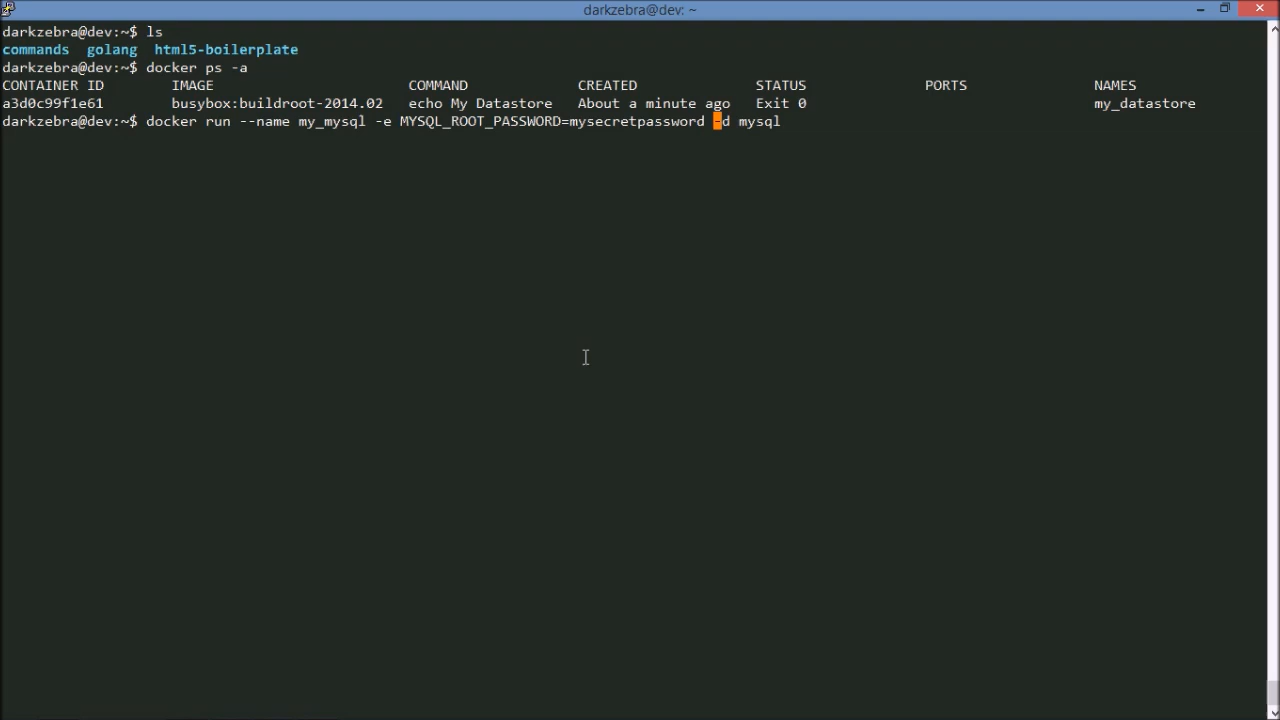 darkzebra@dev: ~
darkzebra@dev:~$ ls
commands  golang  html5-boilerplate
darkzebra@dev:~$ docker ps -a
CONTAINER ID        IMAGE                       COMMAND             CREATED              STATUS              PORTS               NAMES
a3d0c99f1e61        busybox:buildroot-2014.02   echo My Datastore   About a minute ago   Exit 0                                  my_datastore
darkzebra@dev:~$ docker run --name my_mysql -e MYSQL_ROOT_PASSWORD=mysecretpassword -d mysql